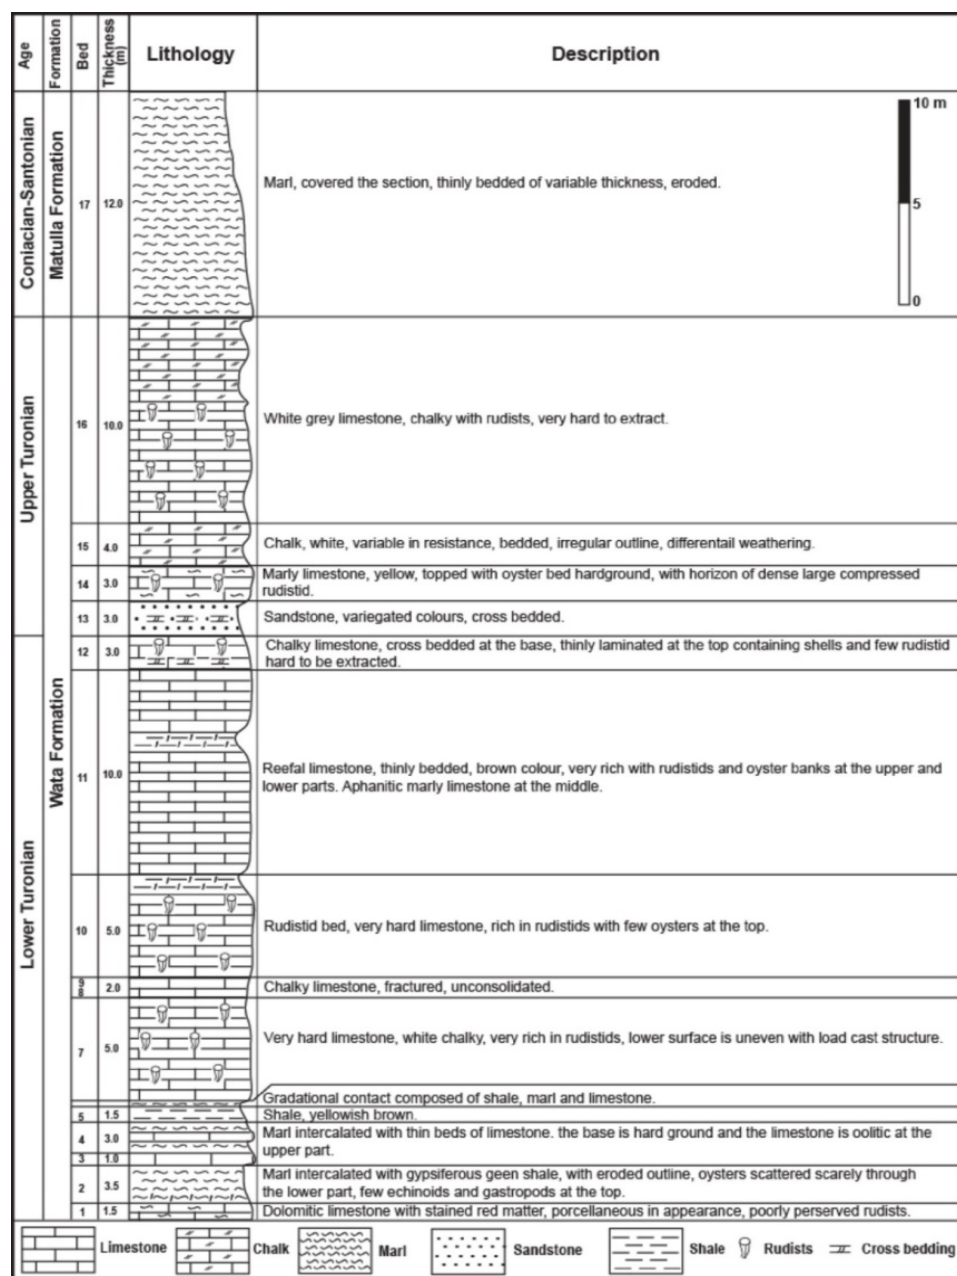 Age
Formation
Bed
Thickness
(m)
Lithology
Description
Coniacian-Santonian
Matulla Formation
17
12.0
Marl, covered the section, thinly bedded of variable thickness, eroded.
10 m
5
0
Upper Turonian
Wata Formation
16
10.0
White grey limestone, chalky with rudists, very hard to extract.
15
4.0
Chalk, white, variable in resistance, bedded, irregular outline, differentail weathering.
14
3.0
Marly limestone, yellow, topped with oyster bed hardground, with horizon of dense large compressed
rudistid.
13
3.0
Sandstone, variegated colours, cross bedded.
Lower Turonian
12
3.0
Chalky limestone, cross bedded at the base, thinly laminated at the top containing shells and few rudistid
hard to be extracted.
11
10.0
Reefal limestone, thinly bedded, brown colour, very rich with rudistids and oyster banks at the upper and
lower parts. Aphanitic marly limestone at the middle.
10
5.0
Rudistid bed, very hard limestone, rich in rudistids with few oysters at the top.
9
8
2.0
Chalky limestone, fractured, unconsolidated.
7
5.0
Very hard limestone, white chalky, very rich in rudistids, lower surface is uneven with load cast structure.
Gradational contact composed of shale, marl and limestone.
5
1.5
Shale, yellowish brown.
4
3.0
Marl intercalated with thin beds of limestone. the base is hard ground and the limestone is oolitic at the
upper part.
3
1.0
2
3.5
Marl intercalated with gypsiferous geen shale, with eroded outline, oysters scattered scarely through
the lower part, few echinoids and gastropods at the top.
1
1.5
Dolomitic limestone with stained red matter, porcellaneous in appearance, poorly perserved rudists.
Limestone
Chalk
Marl
Sandstone
Shale
Rudists
Cross bedding